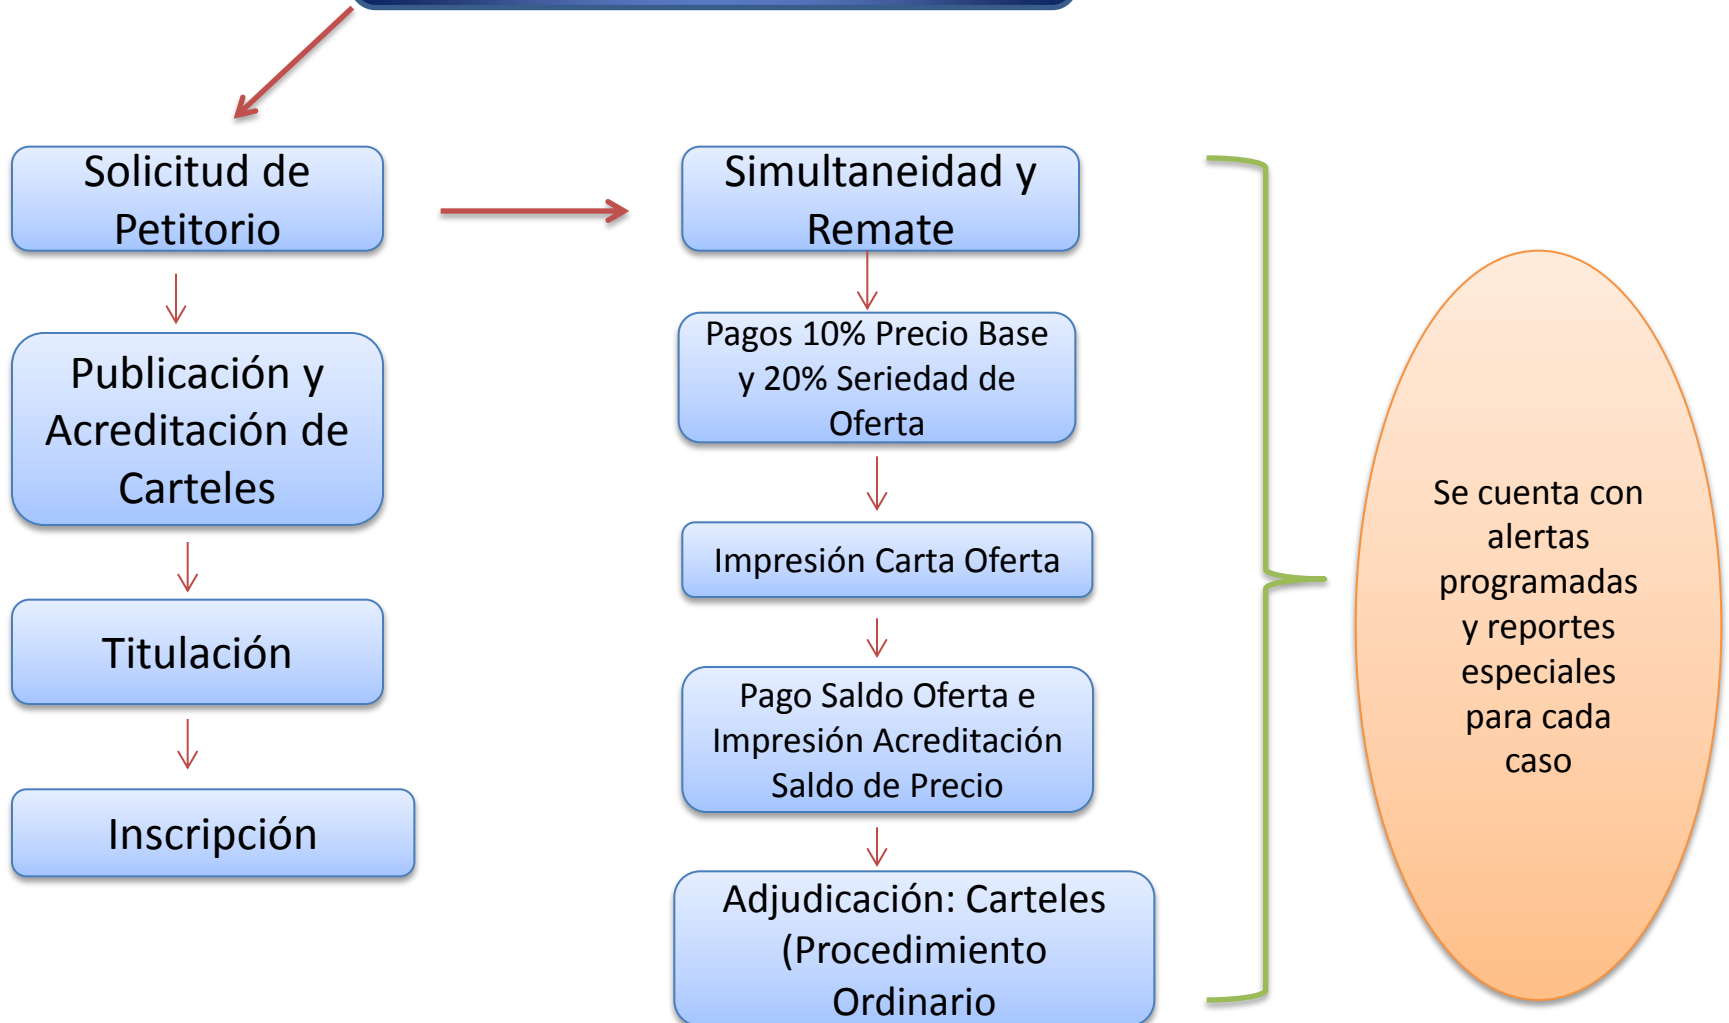 Solicitud de
Petitorio
Publicación y
Acreditación de
Carteles
Titulación
Inscripción
Simultaneidad y
Remate
Pagos 10% Precio Base
y 20% Seriedad de
Oferta
Impresión Carta Oferta
Pago Saldo Oferta e
Impresión Acreditación
Saldo de Precio
Adjudicación: Carteles
(Procedimiento
Ordinario
Se cuenta con
alertas
programadas
y reportes
especiales
para cada
caso